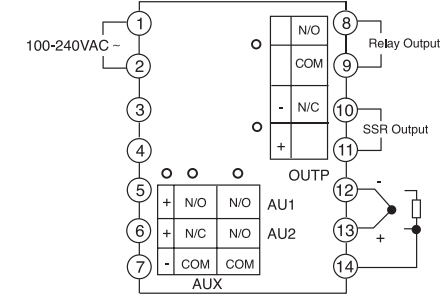 1 N/O 8
100-240VAC ~ Relay Output
2 COM 9
3 - N/C 10
SSR Output
4 + 11
OUTP
5 + N/O N/O AU1 12 -
6 + N/C N/O AU2 13 +
7 - COM COM 14
AUX